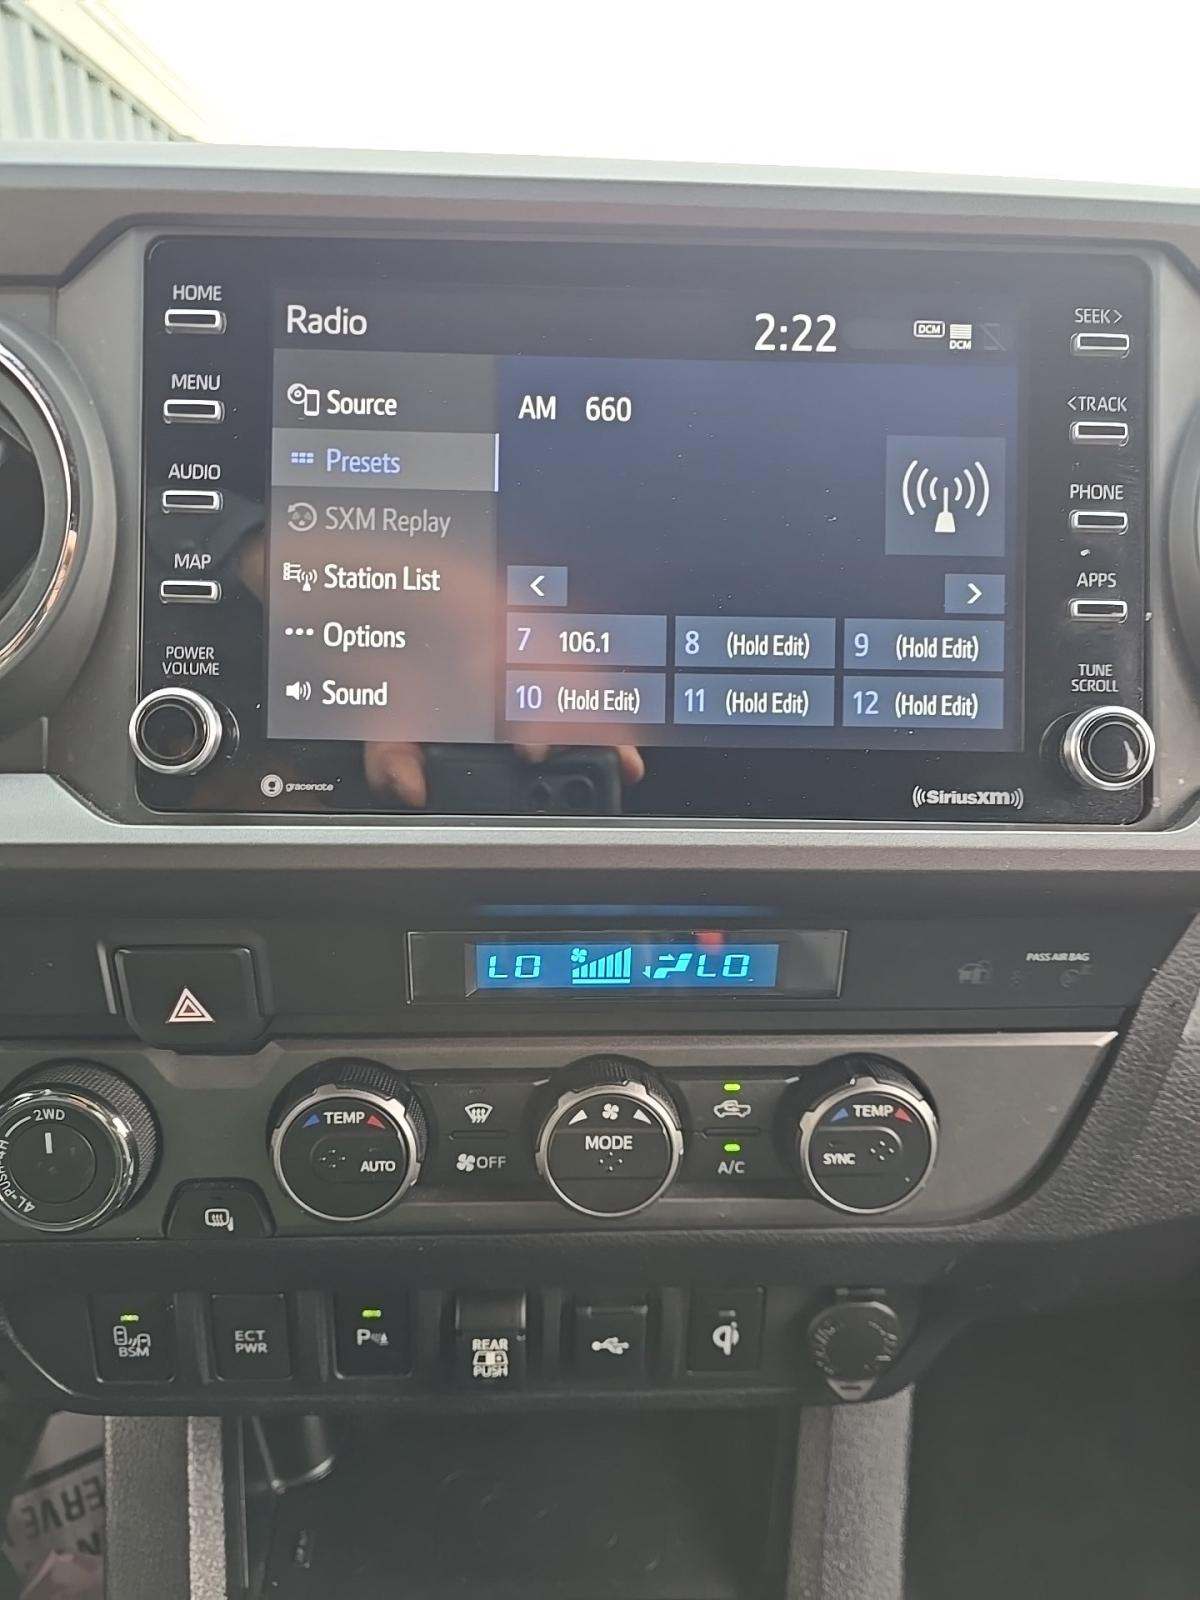 HOME
MENU
AUDIO
MAP
POWER
VOLUME
Radio
2:22
DCM
DCM
Source
Presets
SXM Replay
Station List
Options
Sound
AM 660
<
>
7 106.1
8 (Hold Edit)
9 (Hold Edit)
10 (Hold Edit)
11 (Hold Edit)
12 (Hold Edit)
SEEK >
< TRACK
PHONE
APPS
TUNE
SCROLL
gracenote
SiriusXM
LO
LO
PASS AIR BAG
2WD
TEMP
AUTO
OFF
MODE
A/C
TEMP
SYNC
BSM
ECT
PWR
P
REAR
PUSH